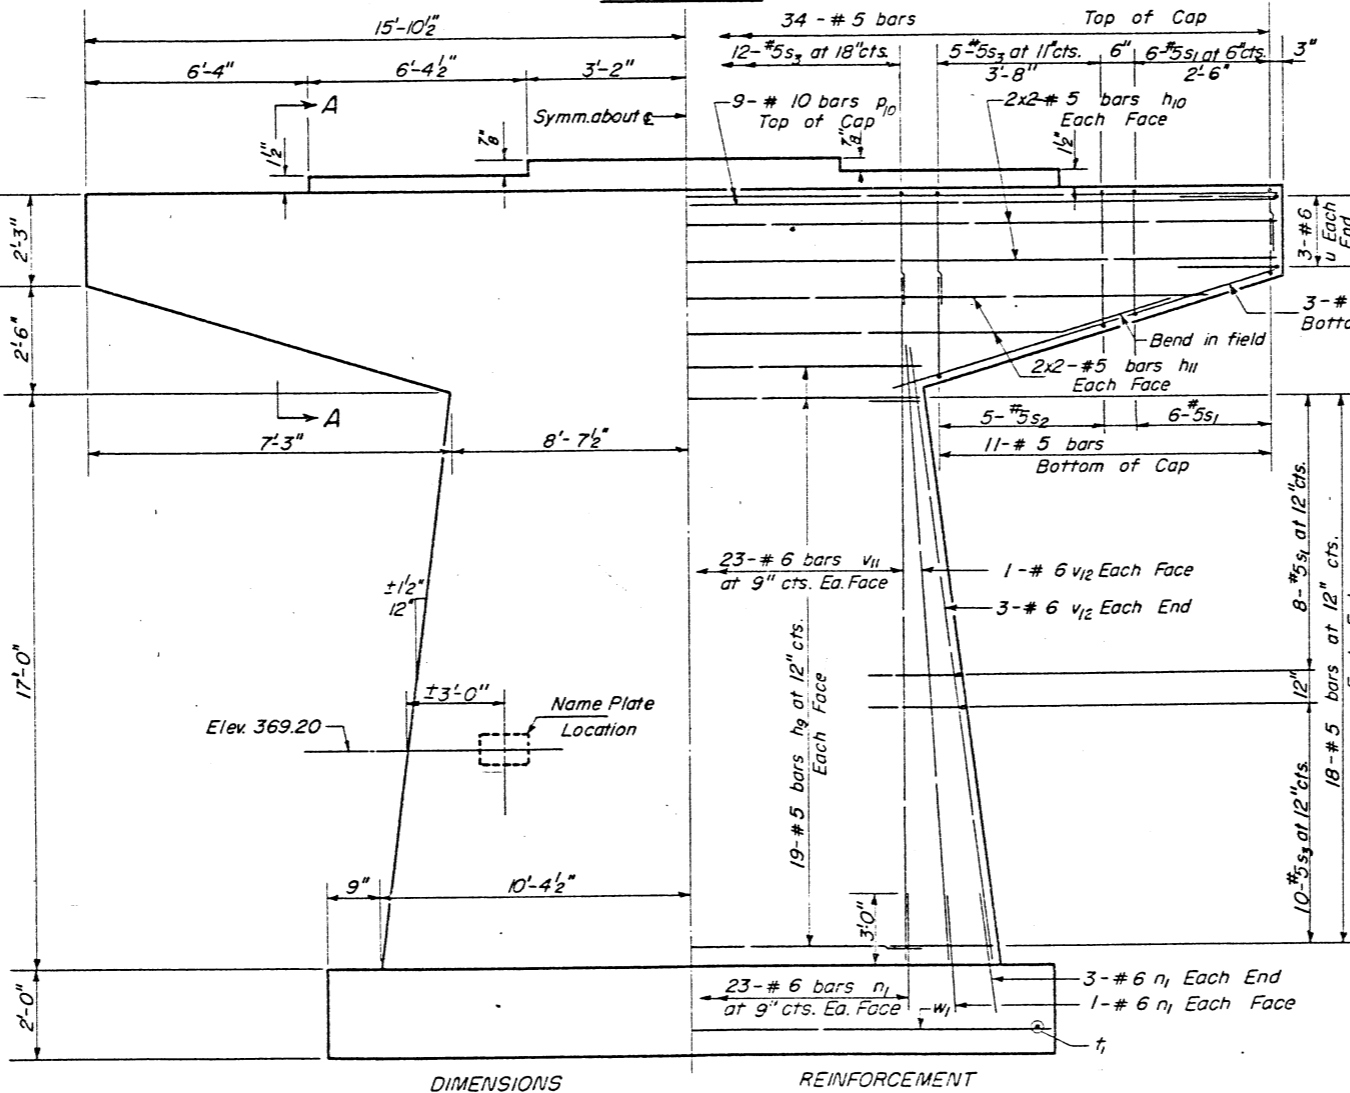 15'-10½"
34 - # 5 bars
Top of Cap
12-#5s3 at 18"cts.
5-#5s3 at 11"cts.
6"
6-#5s1 at 6"cts.
3"
3'-8"
2'-6"
6'-4"
6'-4½"
3'-2"
A
Symm.about ℄
9-# 10 bars p10
Top of Cap
2x2-# 5 bars h10
Each Face
1½"
⅞"
⅞"
1½"
2'-3"
3-#6
u Each
End
2'-6"
3-#
Bend in field
2x2-#5 bars h11
Each Face
A
7'-3"
8'-7½"
5-#5s2
6-#5s1
11-# 5 bars
Bottom of Cap
23-# 6 bars v11
at 9" cts. Ea. Face
1-# 6 v12 Each Face
3-# 6 v12 Each End
8-#5s1 at 12"cts.
18-# 5 bars at 12" cts.
±1½"
12"
17'-0"
19-# 5 bars h9 at 12" cts.
Each Face
12"
±3'-0"
Name Plate
Location
Elev. 369.20
10-#5s3 at 12"cts.
9"
10'-4½"
3'0"
2'-0"
23-# 6 bars n1
at 9" cts. Ea. Face
w1
3-# 6 n1 Each End
1-# 6 n1 Each Face
t1
DIMENSIONS
REINFORCEMENT